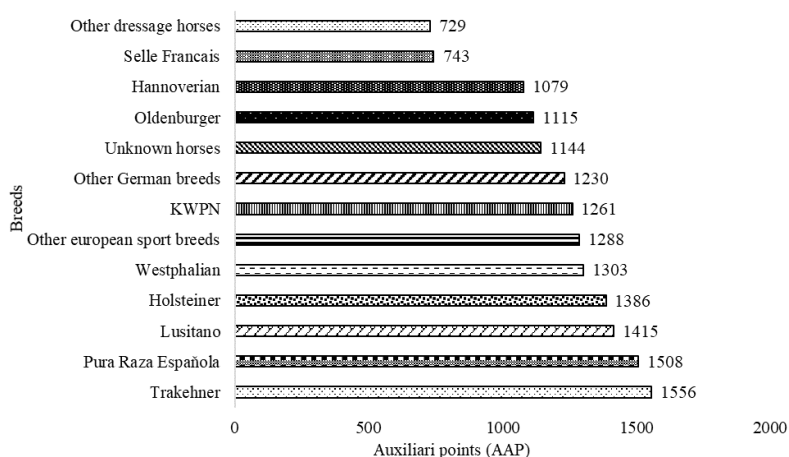 Other dressage horses 729
Selle Francais 743
Hannoverian 1079
Oldenburger 1115
Unknown horses 1144
Other German breeds 1230
KWPN 1261
Other european sport breeds 1288
Westphalian 1303
Holsteiner 1386
Lusitano 1415
Pura Raza Española 1508
Trakehner 1556
Breeds
0 500 1000 1500 2000
Auxiliari points (AAP)